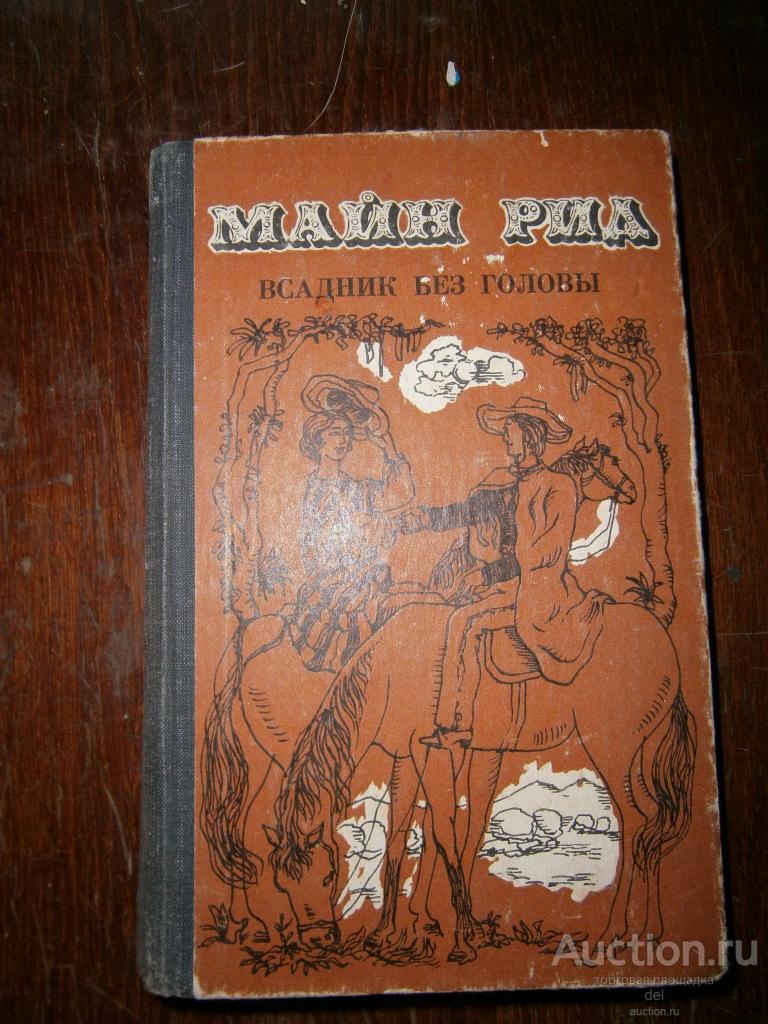 МАЙН РИД
ВСАДНИК БЕЗ ГОЛОВЫ
Auction.ru
торговая площадка
del
auction.ru